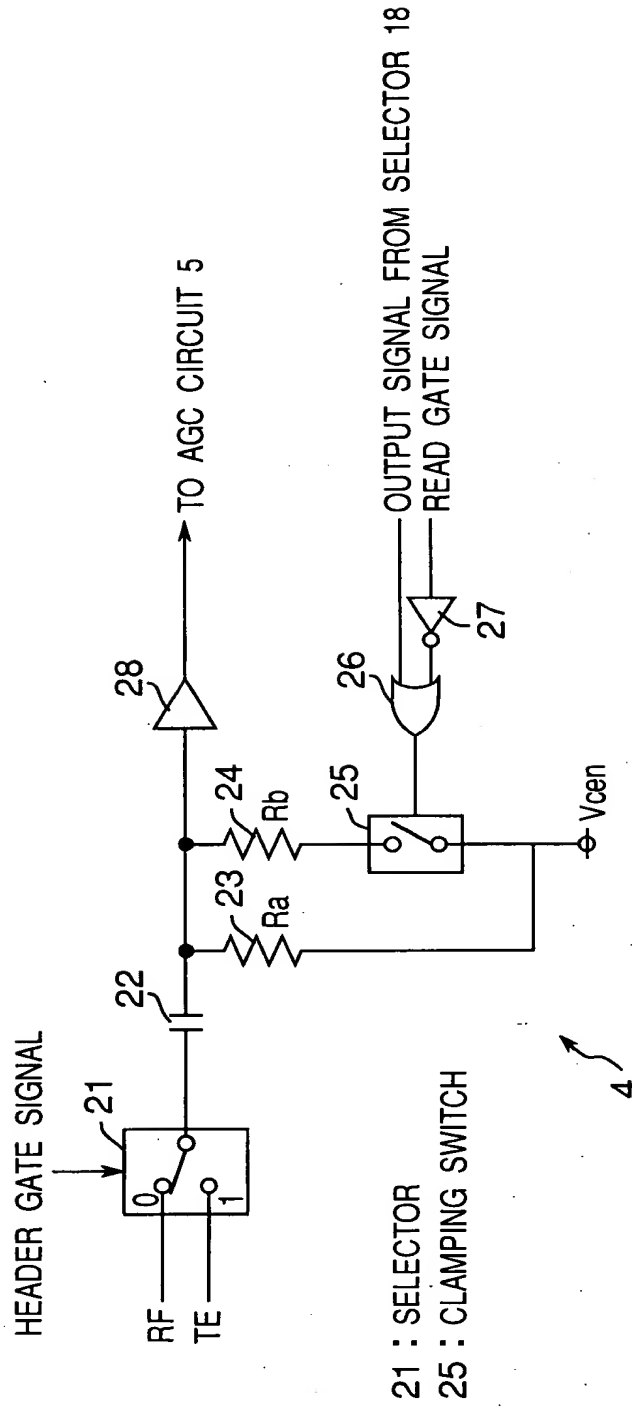 HEADER GATE SIGNAL
21
0
1
RF
TE
22
23
Ra
24
Rb
25
26
27
28
TO AGC CIRCUIT 5
OUTPUT SIGNAL FROM SELECTOR 18
READ GATE SIGNAL
Vcen
4
21 : SELECTOR
25 : CLAMPING SWITCH